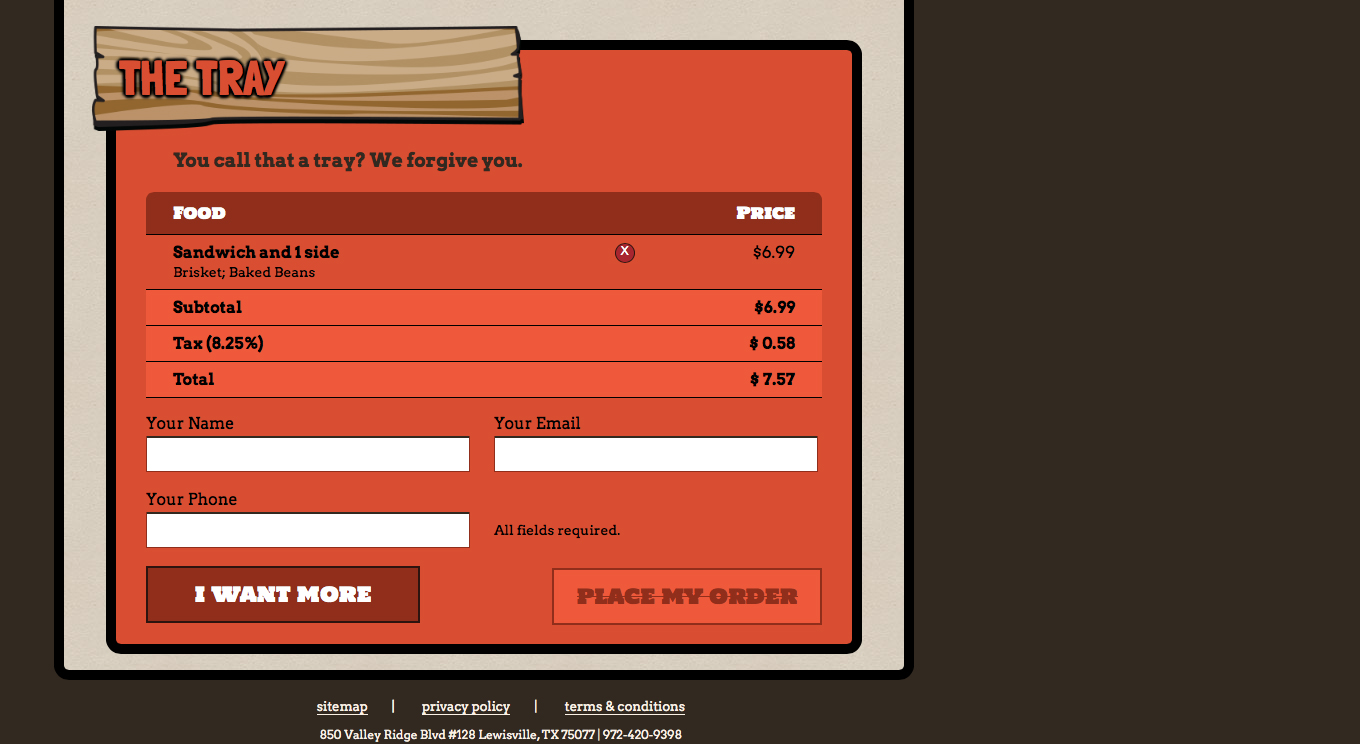 THE TRAY
You call that a tray? We forgive you.
Food Price
Sandwich and 1 side X $6.99
Brisket; Baked Beans
Subtotal $6.99
Tax (8.25%) $ 0.58
Total $ 7.57
Your Name Your Email
Your Phone
All fields required.
I WANT MORE PLACE MY ORDER
sitemap | privacy policy | terms & conditions
850 Valley Ridge Blvd #128 Lewisville, TX 75077 | 972-420-9398